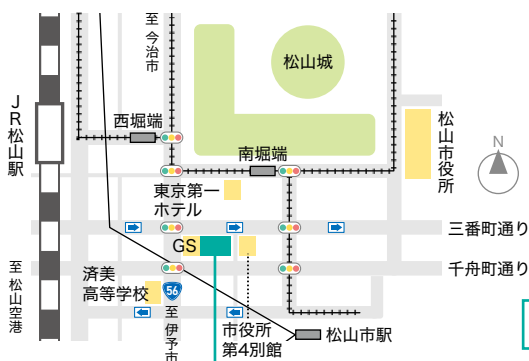 至 今治市
松山城
JR松山駅
西堀端
南堀端
松山市役所
N
東京第一
ホテル
三番町通り
GS
千舟町通り
至 松山空港
済美
高等学校
56
至 伊予市
市役所
第4別館
松山市駅